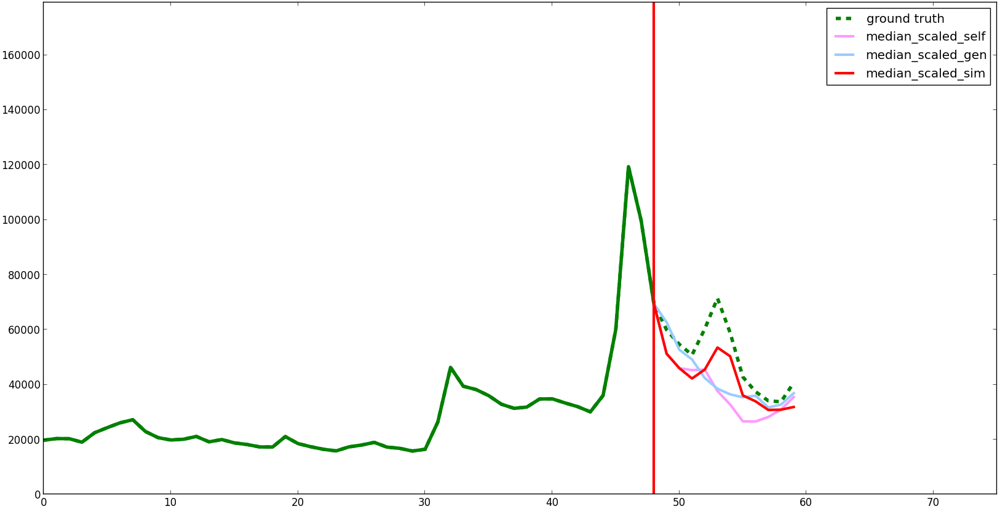 ground truth
median_scaled_self
median_scaled_gen
median_scaled_sim
160000
140000
120000
100000
80000
60000
40000
20000
0
0 10 20 30 40 50 60 70